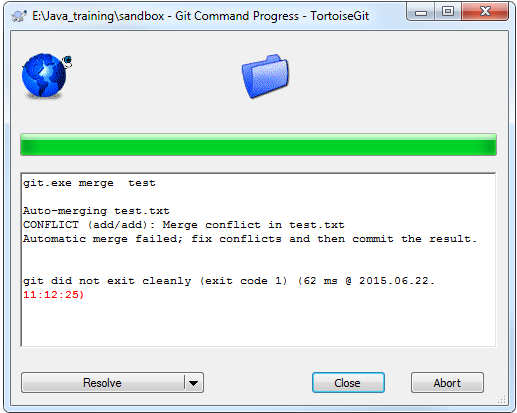 E:\Java_training\sandbox - Git Command Progress - TortoiseGit
git.exe merge  test
Auto-merging test.txt
CONFLICT (add/add): Merge conflict in test.txt
Automatic merge failed; fix conflicts and then commit the result.
git did not exit cleanly (exit code 1) (62 ms @ 2015.06.22.
11:12:25)
Resolve
Close
Abort